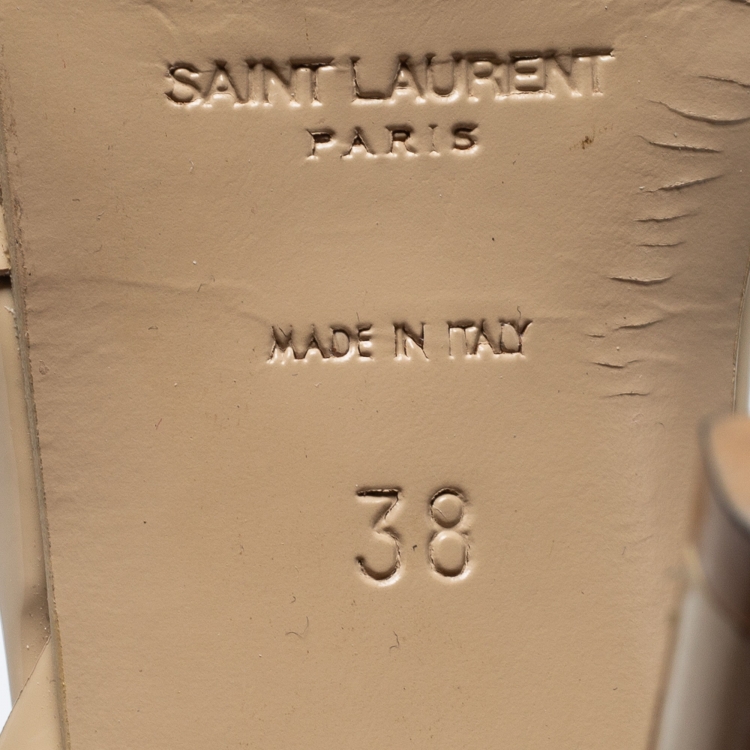 SAINT LAURENT
PARIS
MADE IN ITALY
38